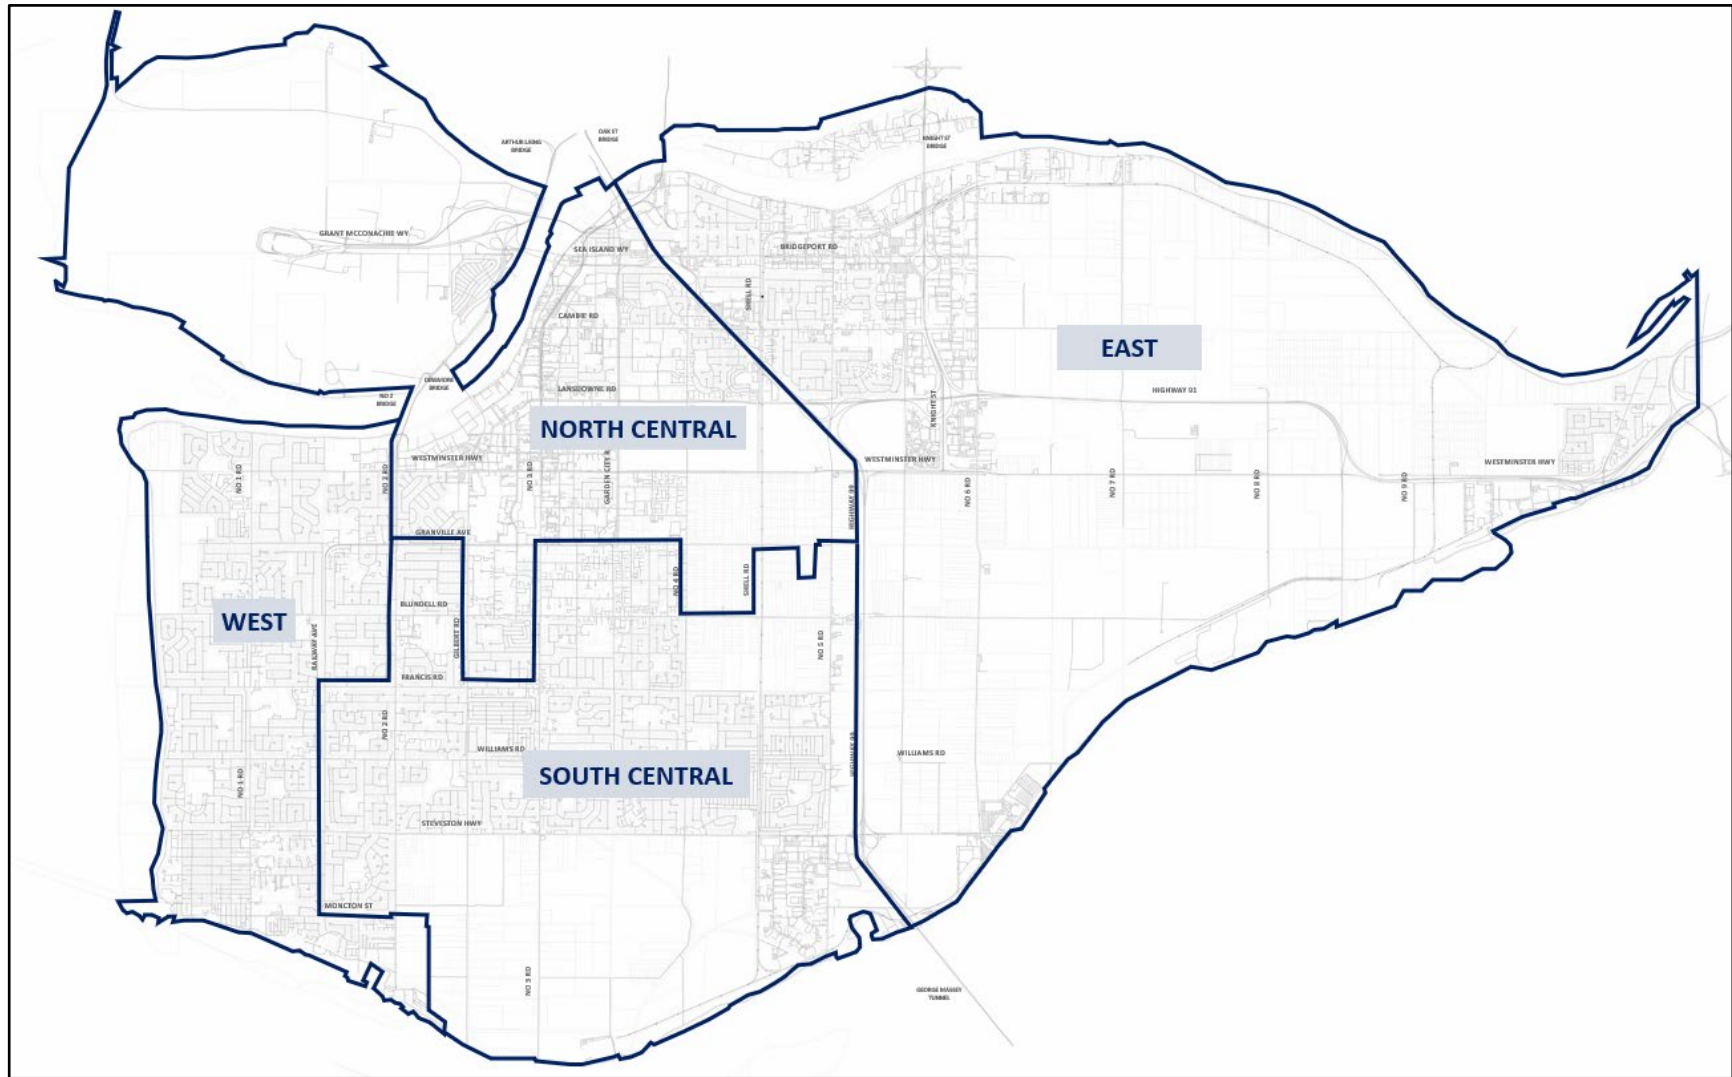 ARTHUR LAING
BRIDGE
OAK ST
BRIDGE
KNIGHT ST
BRIDGE
GRANT MCCONACHIE WY
SEA ISLAND WY
BRIDGEPORT RD
SHELL RD
CAMBIE RD
EAST
DINSMORE
BRIDGE
NO 2
BRIDGE
LANSDOWNE RD
HIGHWAY 91
KNIGHT ST
NORTH CENTRAL
WESTMINSTER HWY
WESTMINSTER HWY
WESTMINSTER HWY
NO 1 RD
NO 2 RD
NO 3 RD
GARDEN CITY R
HIGHWAY 99
NO 6 RD
NO 7 RD
NO 8 RD
NO 9 RD
GRANVILLE AVE
NO 4 RD
SHELL RD
BLUNDELL RD
WEST
RAILWAY AVE
GILBERT RD
NO 5 RD
FRANCIS RD
NO 2 RD
WILLIAMS RD
HIGHWAY 99
WILLIAMS RD
SOUTH CENTRAL
NO 1 RD
STEVESTON HWY
MONCTON ST
NO 3 RD
GEORGE MASSEY
TUNNEL